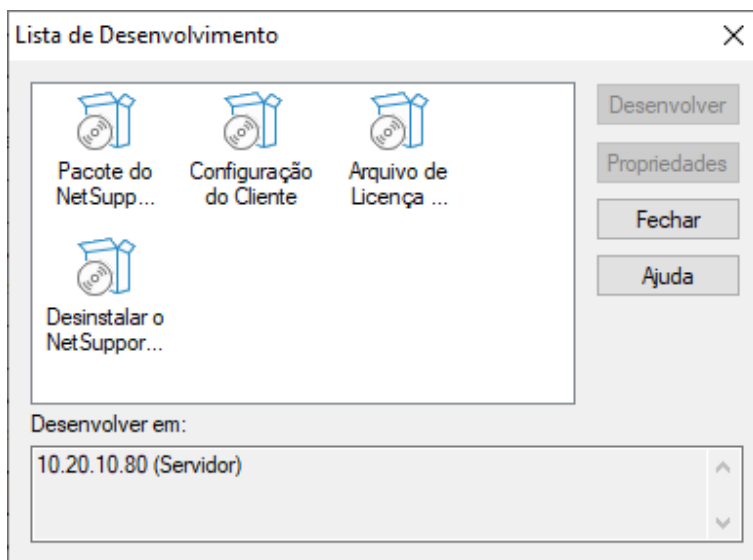 Lista de Desenvolvimento
Desenvolver
Propriedades
Fechar
Ajuda
Pacote do
NetSupp...
Configuração
do Cliente
Arquivo de
Licença ...
Desinstalar o
NetSuppor...
Desenvolver em:
10.20.10.80 (Servidor)